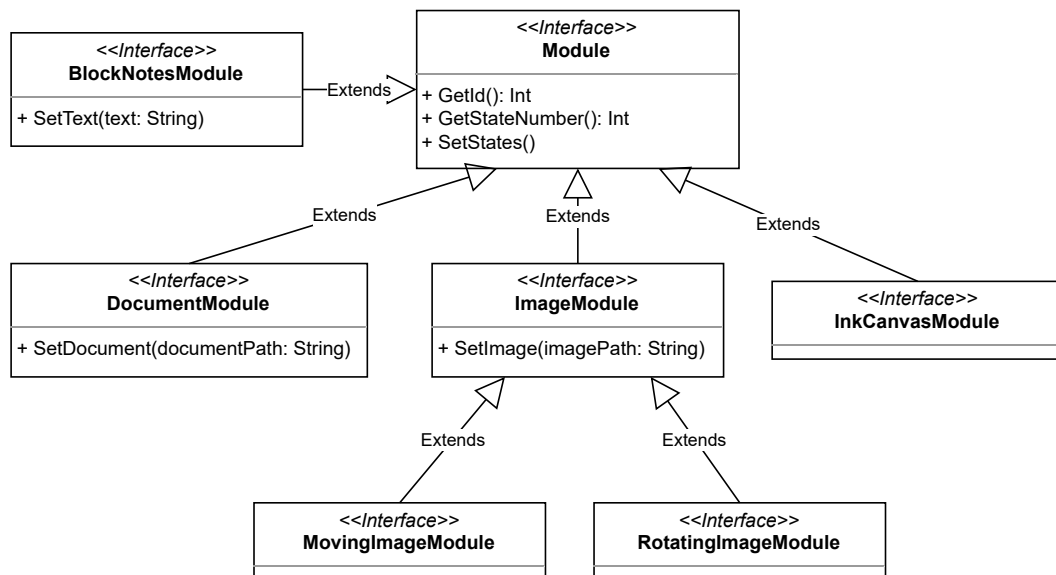 <<Interface>>
BlockNotesModule
+ SetText(text: String)
Extends
<<Interface>>
Module
+ GetId(): Int
+ GetStateNumber(): Int
+ SetStates()
Extends
Extends
Extends
<<Interface>>
DocumentModule
+ SetDocument(documentPath: String)
<<Interface>>
ImageModule
+ SetImage(imagePath: String)
<<Interface>>
InkCanvasModule
Extends
Extends
<<Interface>>
MovingImageModule
<<Interface>>
RotatingImageModule